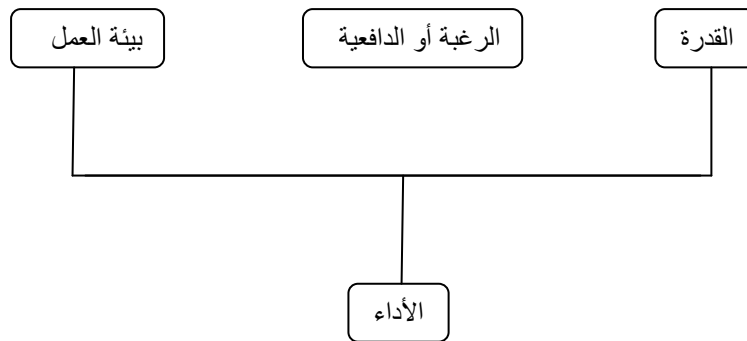 القدرة
الرغبة أو الدافعية
بيئة العمل
الأداء